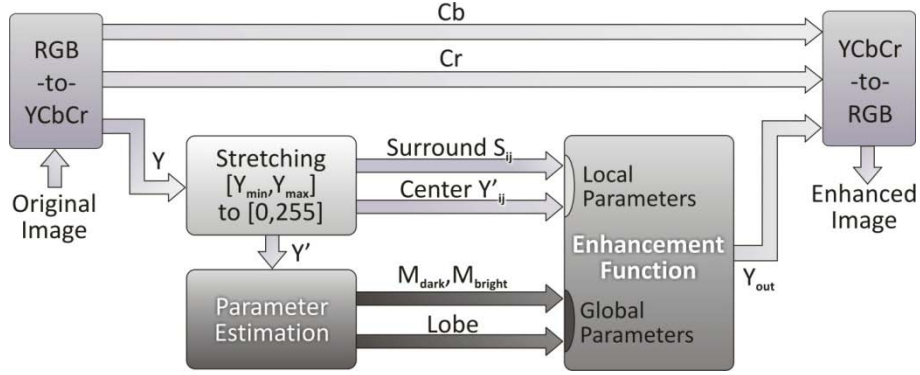 Cb
Cr
RGB
-to-
YCbCr
YCbCr
-to-
RGB
Original
Image
Y
Stretching
[Ymin,Ymax]
to [0,255]
Surround Sij
Center Y'ij
Local
Parameters
Enhancement
Function
Enhanced
Image
Y'
Yout
Parameter
Estimation
Mdark,Mbright
Lobe
Global
Parameters